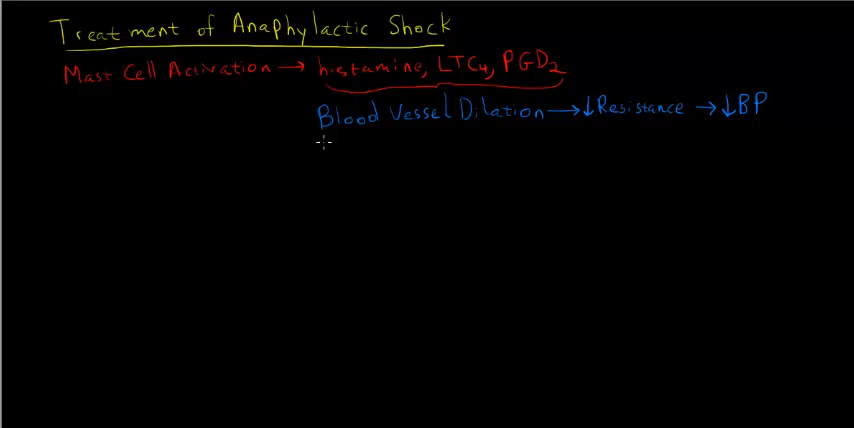 Treatment of Anaphylactic Shock
Mast Cell Activation → histamine, LTC₄, PGD₂
Blood Vessel Dilation → ↓Resistance → ↓BP